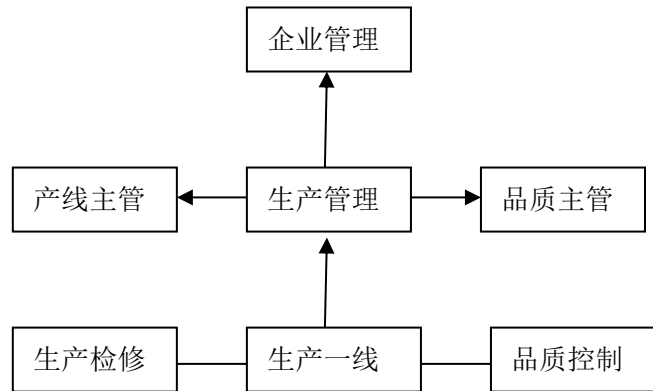 企业管理
产线主管
生产管理
品质主管
生产检修
生产一线
品质控制